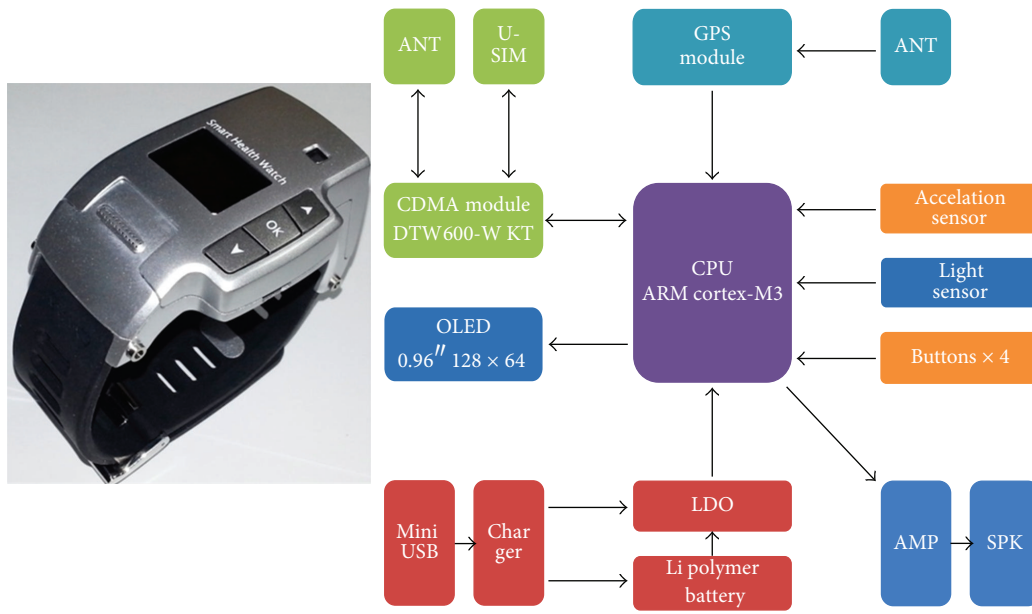 Smart Health Watch
OK
ANT
U-
SIM
GPS
module
ANT
CDMA module
DTW600-W KT
CPU
ARM cortex-M3
Accelation
sensor
Light
sensor
OLED
0.96″ 128 × 64
Buttons × 4
Mini
USB
Char
ger
LDO
Li polymer
battery
AMP
SPK